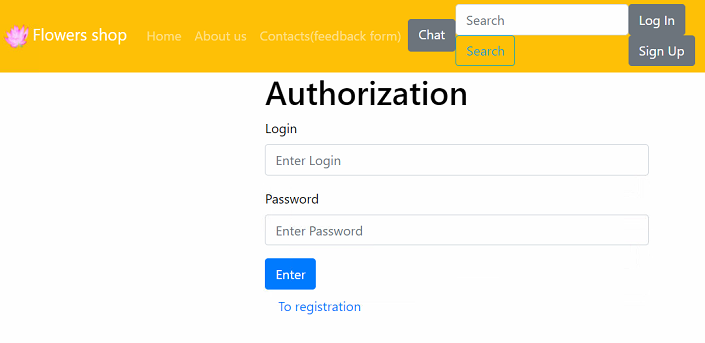 Flowers shop
Home
About us
Contacts(feedback form)
Chat
Search
Search
Log In
Sign Up
Authorization
Login
Enter Login
Password
Enter Password
Enter
To registration